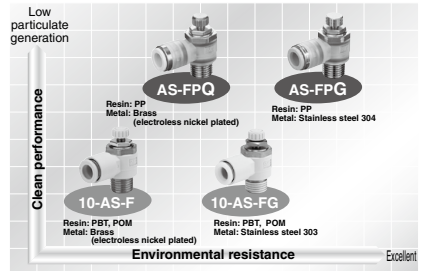 Low
particulate
generation
AS-FPQ
AS-FPG
Resin: PP
Metal: Brass
(electroless nickel plated)
Resin: PP
Metal: Stainless steel 304
Clean performance
10-AS-F
10-AS-FG
Resin: PBT, POM
Metal: Brass
(electroless nickel plated)
Resin: PBT, POM
Metal: Stainless steel 303
Environmental resistance
Excellent